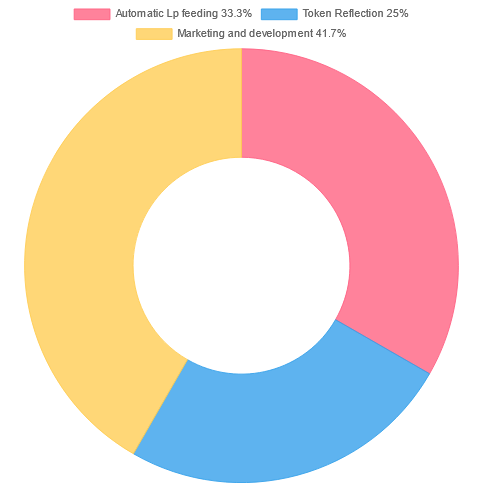 Automatic Lp feeding 33.3% Token Reflection 25%
Marketing and development 41.7%